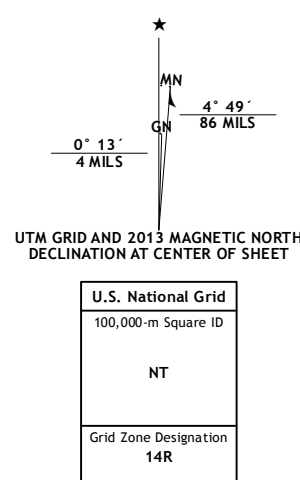 ★
MN
GN
4° 49´
86 MILS
0° 13´
4 MILS
UTM GRID AND 2013 MAGNETIC NORTH
DECLINATION AT CENTER OF SHEET
U.S. National Grid
100,000-m Square ID
NT
Grid Zone Designation
14R